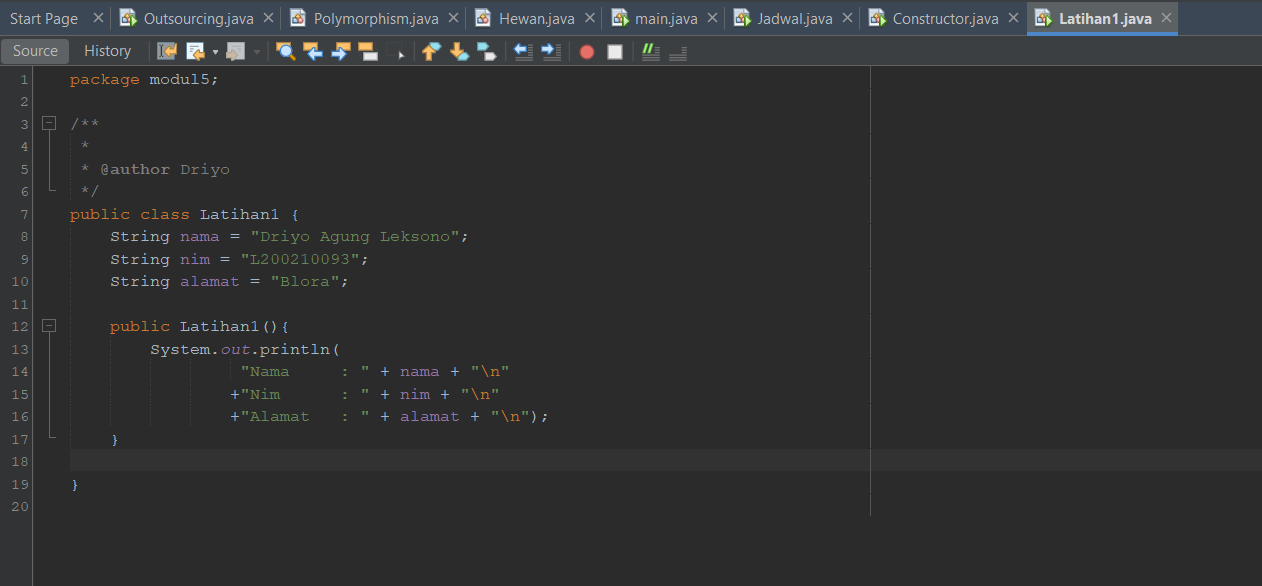 Start Page Outsourcing.java Polymorphism.java Hewan.java main.java Jadwal.java Constructor.java Latihan1.java
Source History
1 package modul5;
2
3 /**
4  *
5  * @author Driyo
6  */
7 public class Latihan1 {
8     String nama = "Driyo Agung Leksono";
9     String nim = "L200210093";
10     String alamat = "Blora";
11
12     public Latihan1(){
13         System.out.println(
14                  "Nama     : " + nama + "\n"
15                 +"Nim      : " + nim + "\n"
16                 +"Alamat   : " + alamat + "\n");
17     }
18
19 }
20